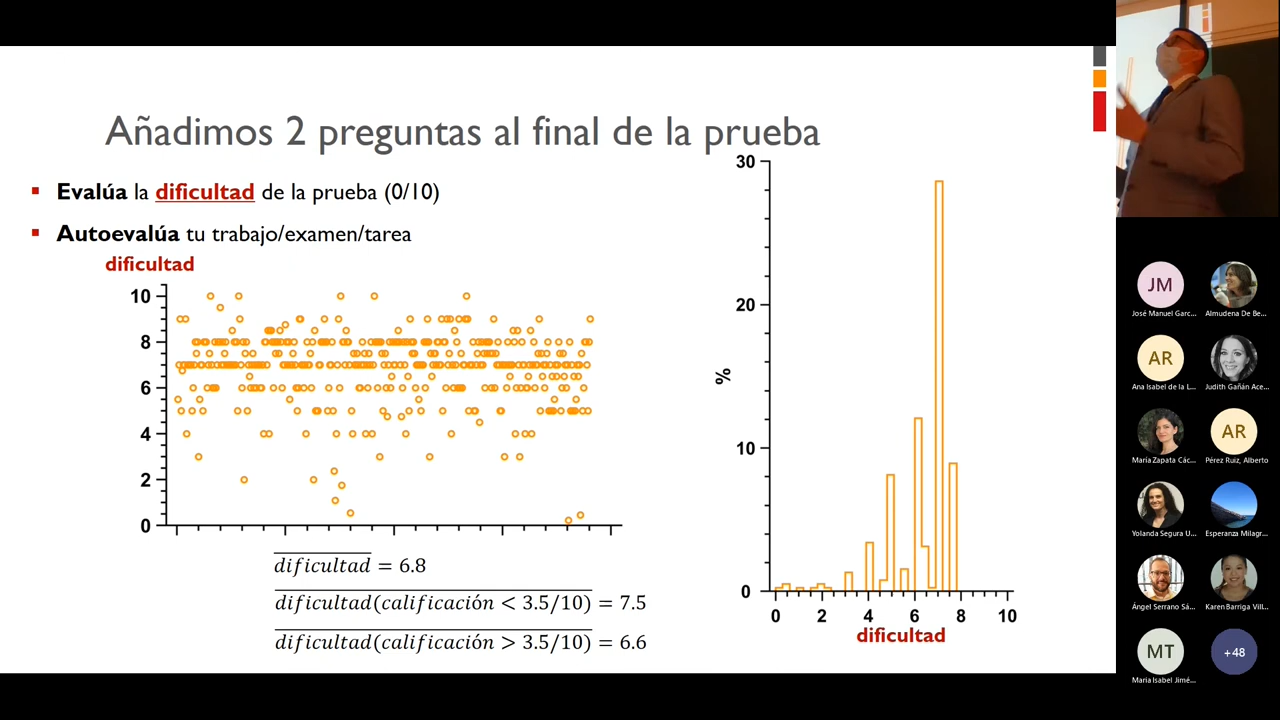 Añadimos 2 preguntas al final de la prueba
▪ Evalúa la dificultad de la prueba (0/10)
▪ Autoevalúa tu trabajo/examen/tarea
dificultad
10
8
6
4
2
0
dificultad = 6.8
dificultad(calificación < 3.5/10) = 7.5
dificultad(calificación > 3.5/10) = 6.6
30
20
10
0
%
0 2 4 6 8 10
dificultad
JM
José Manuel Garc...
Almudena De Be...
AR
Ana Isabel de la L...
Judith Gañán Ace...
María Zapata Các...
AR
Pérez Ruiz, Alberto
Yolanda Segura U...
Esperanza Milagr...
Ángel Serrano Sá...
Karen Barriga Vill...
MT
Maria Isabel Jimé...
+48